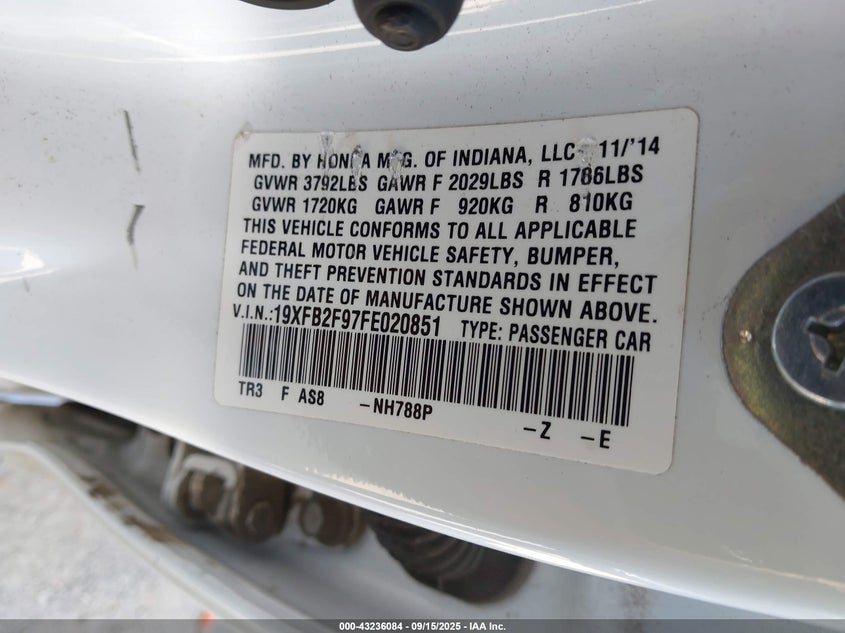 MFD. BY HONDA MFG. OF INDIANA, LLC 11/'14
GVWR 3792LBS GAWR F 2029LBS R 1786LBS
GVWR 1720KG GAWR F 920KG R 810KG
THIS VEHICLE CONFORMS TO ALL APPLICABLE
FEDERAL MOTOR VEHICLE SAFETY, BUMPER,
AND THEFT PREVENTION STANDARDS IN EFFECT
ON THE DATE OF MANUFACTURE SHOWN ABOVE.
V.I.N.:19XFB2F97FE020851 TYPE: PASSENGER CAR
TR3 F AS8 -NH788P -Z -E
000-43236084 - 09/15/2025 - IAA Inc.